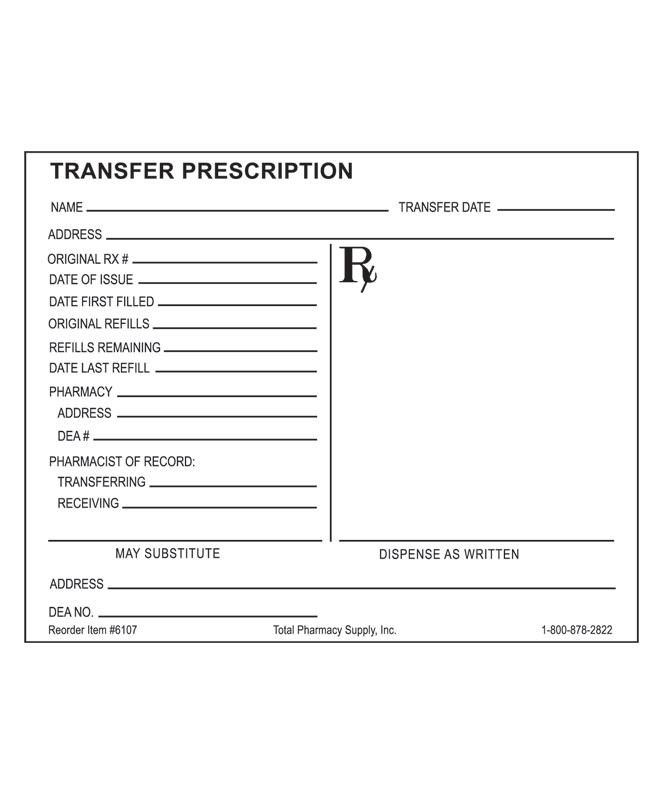 TRANSFER PRESCRIPTION
NAME TRANSFER DATE
ADDRESS
ORIGINAL RX #
DATE OF ISSUE
DATE FIRST FILLED
ORIGINAL REFILLS
REFILLS REMAINING
DATE LAST REFILL
PHARMACY
ADDRESS
DEA #
PHARMACIST OF RECORD:
TRANSFERRING
RECEIVING
Rx
MAY SUBSTITUTE DISPENSE AS WRITTEN
ADDRESS
DEA NO.
Reorder Item #6107 Total Pharmacy Supply, Inc. 1-800-878-2822